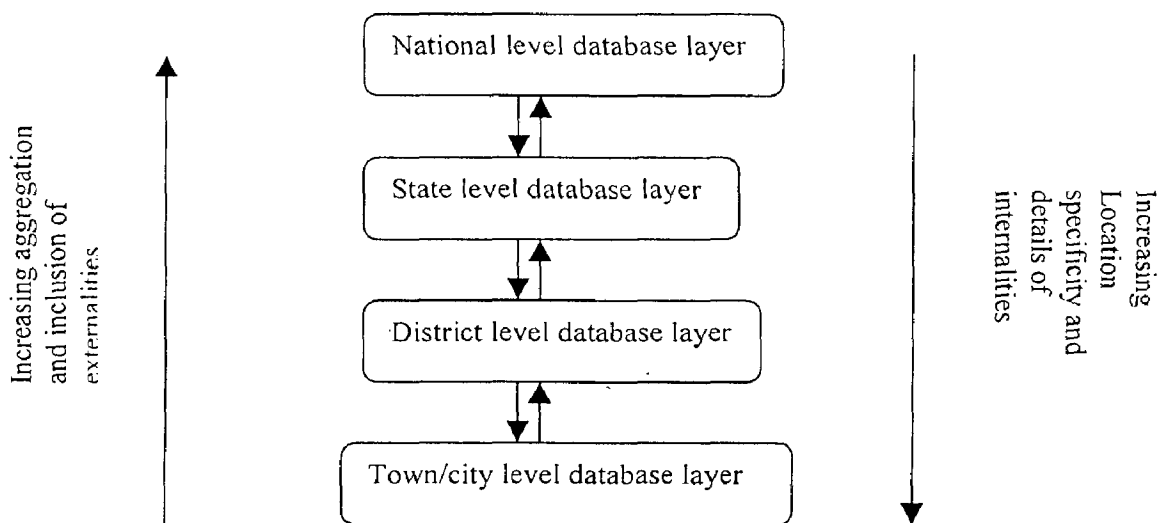 National level database layer
State level database layer
District level database layer
Town/city level database layer
Increasing aggregation
and inclusion of
externalities
Increasing
Location
specificity and
details of
internalities